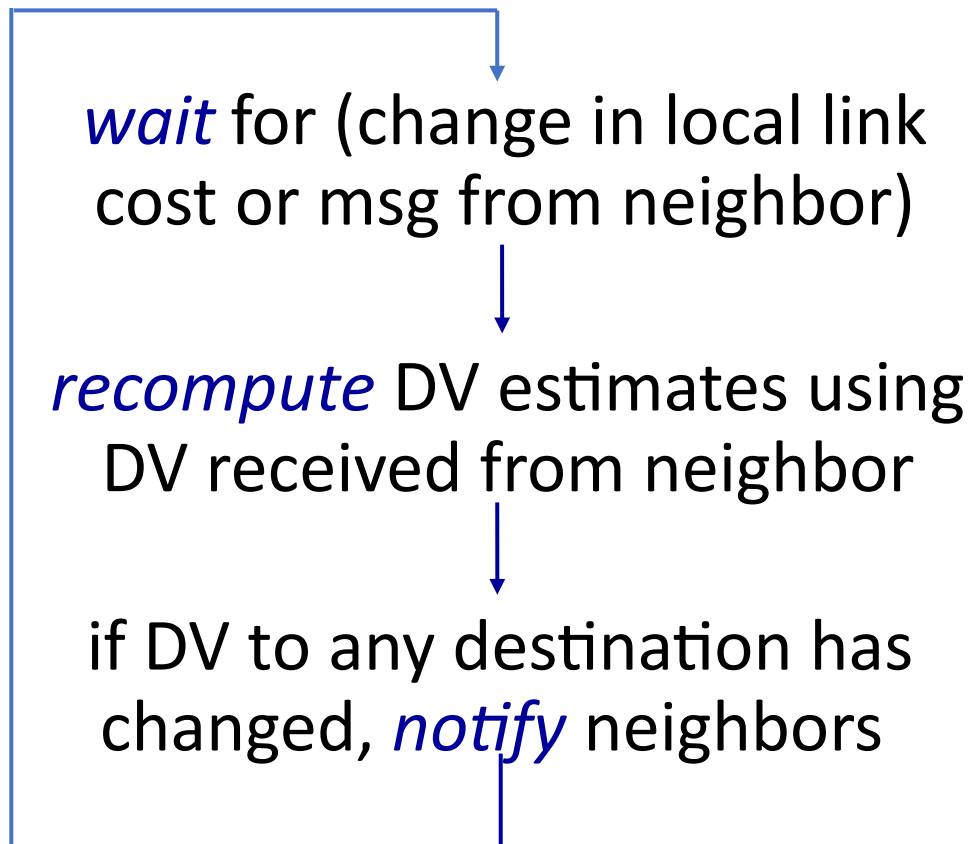 wait for (change in local link
cost or msg from neighbor)
recompute DV estimates using
DV received from neighbor
if DV to any destination has
changed, notify neighbors